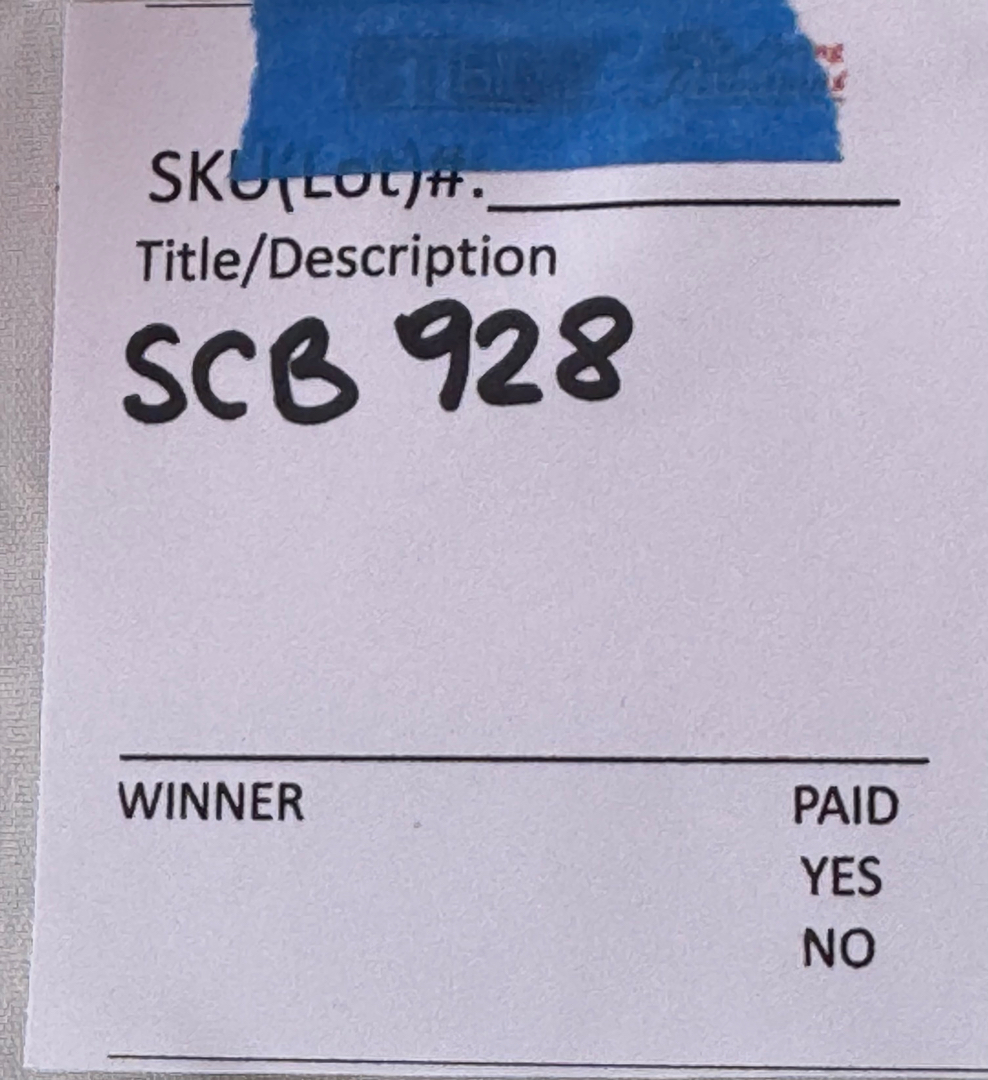 SKU(Lot)#:
Title/Description
SCB 928
WINNER
PAID
YES
NO